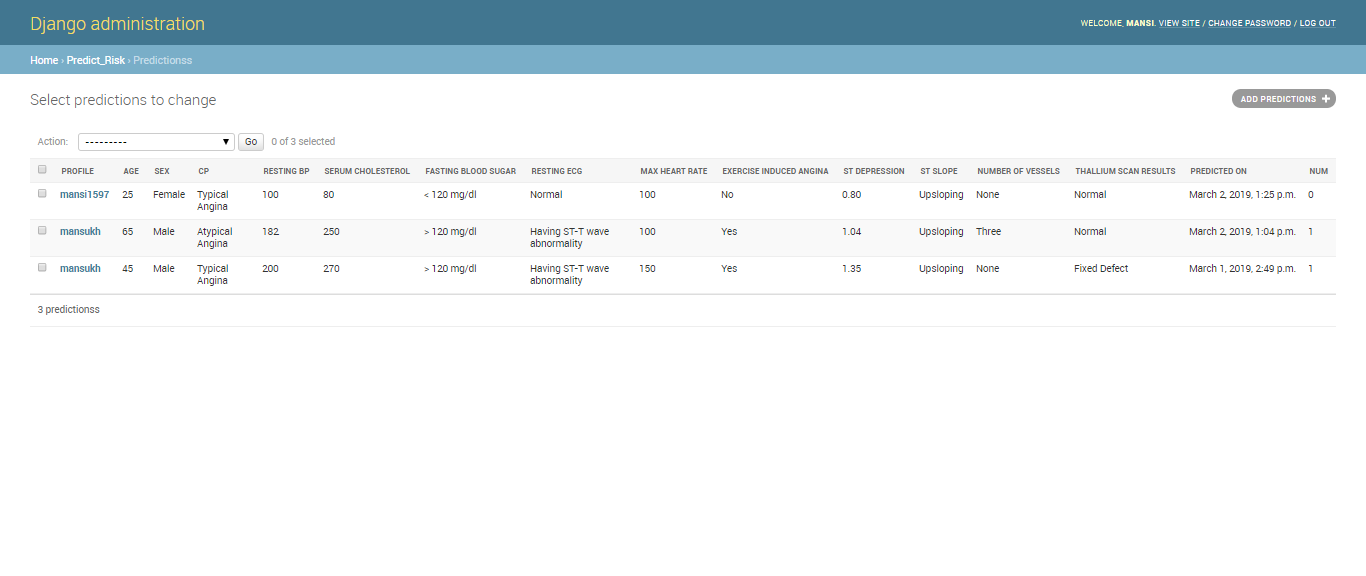 Django administration
WELCOME, MANSI. VIEW SITE / CHANGE PASSWORD / LOG OUT
Home › Predict_Risk › Predictionss
Select predictions to change
ADD PREDICTIONS +
Action: --------- Go 0 of 3 selected
PROFILE AGE SEX CP RESTING BP SERUM CHOLESTEROL FASTING BLOOD SUGAR RESTING ECG MAX HEART RATE EXERCISE INDUCED ANGINA ST DEPRESSION ST SLOPE NUMBER OF VESSELS THALLIUM SCAN RESULTS PREDICTED ON NUM
mansi1597 25 Female Typical 100 80 < 120 mg/dl Normal 100 No 0.80 Upsloping None Normal March 2, 2019, 1:25 p.m. 0
Angina
mansukh 65 Male Atypical 182 250 > 120 mg/dl Having ST-T wave 100 Yes 1.04 Upsloping Three Normal March 2, 2019, 1:04 p.m. 1
Angina abnormality
mansukh 45 Male Typical 200 270 > 120 mg/dl Having ST-T wave 150 Yes 1.35 Upsloping None Fixed Defect March 1, 2019, 2:49 p.m. 1
Angina abnormality
3 predictionss